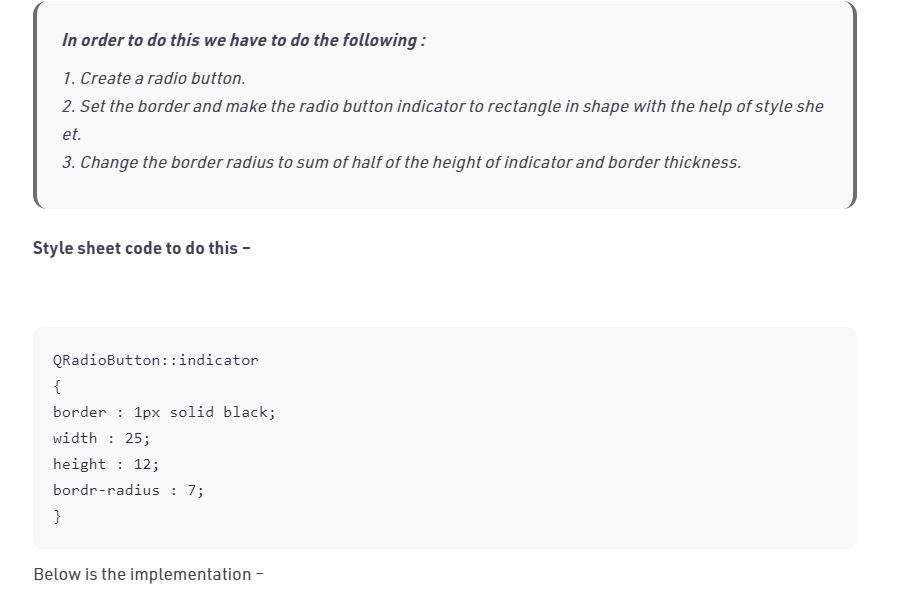 In order to do this we have to do the following :
1. Create a radio button.
2. Set the border and make the radio button indicator to rectangle in shape with the help of style she
et.
3. Change the border radius to sum of half of the height of indicator and border thickness.
Style sheet code to do this –
QRadioButton::indicator
{
border : 1px solid black;
width : 25;
height : 12;
bordr-radius : 7;
}
Below is the implementation –